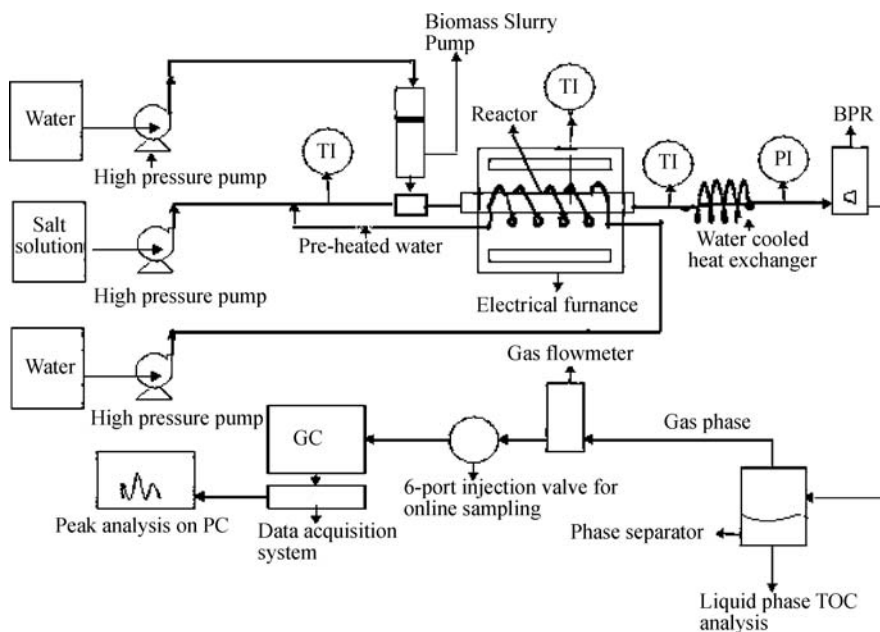 Biomass Slurry
Pump
Water
High pressure pump
TI
Reactor
TI
TI
PI
BPR
Salt
solution
High pressure pump
Pre-heated water
Water cooled
heat exchanger
Electrical furnance
Water
High pressure pump
Gas flowmeter
Gas phase
GC
6-port injection valve for
online sampling
Peak analysis on PC
Data acquisition
system
Phase separator
Liquid phase TOC
analysis